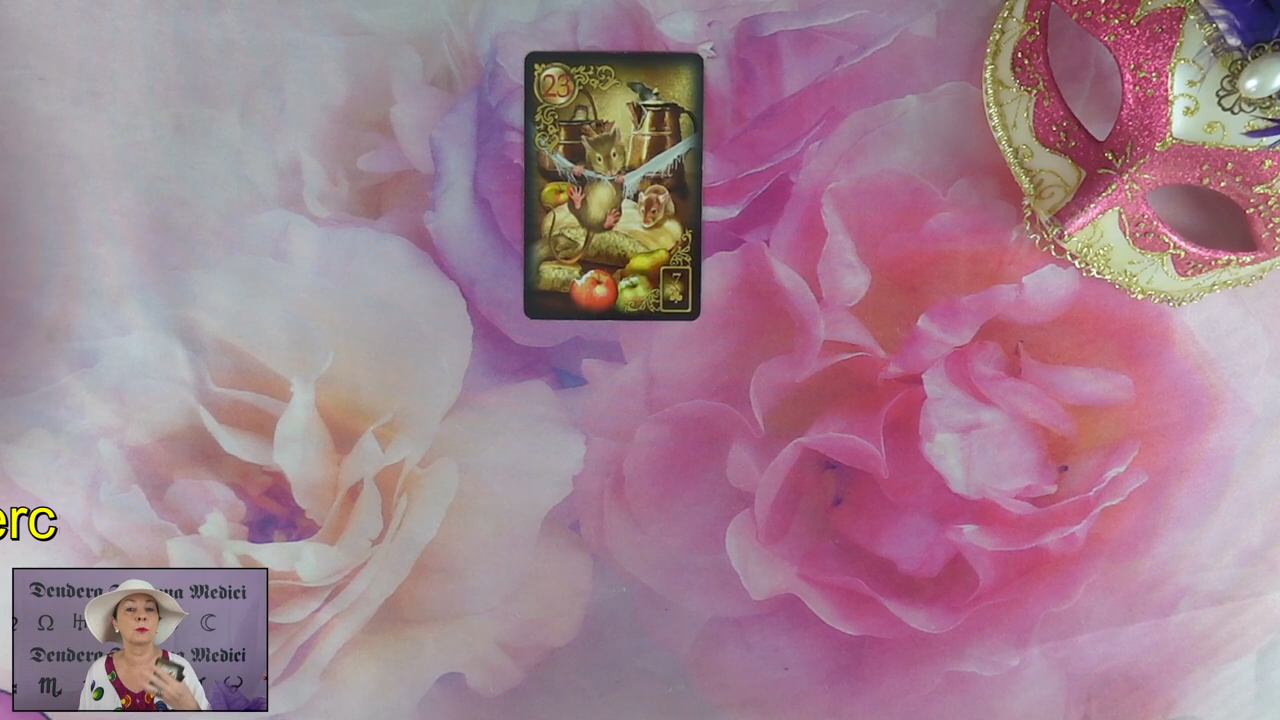 23
7
erc
Dendera
Medici
Ω ♅ ☾
Dendera Medici
♏